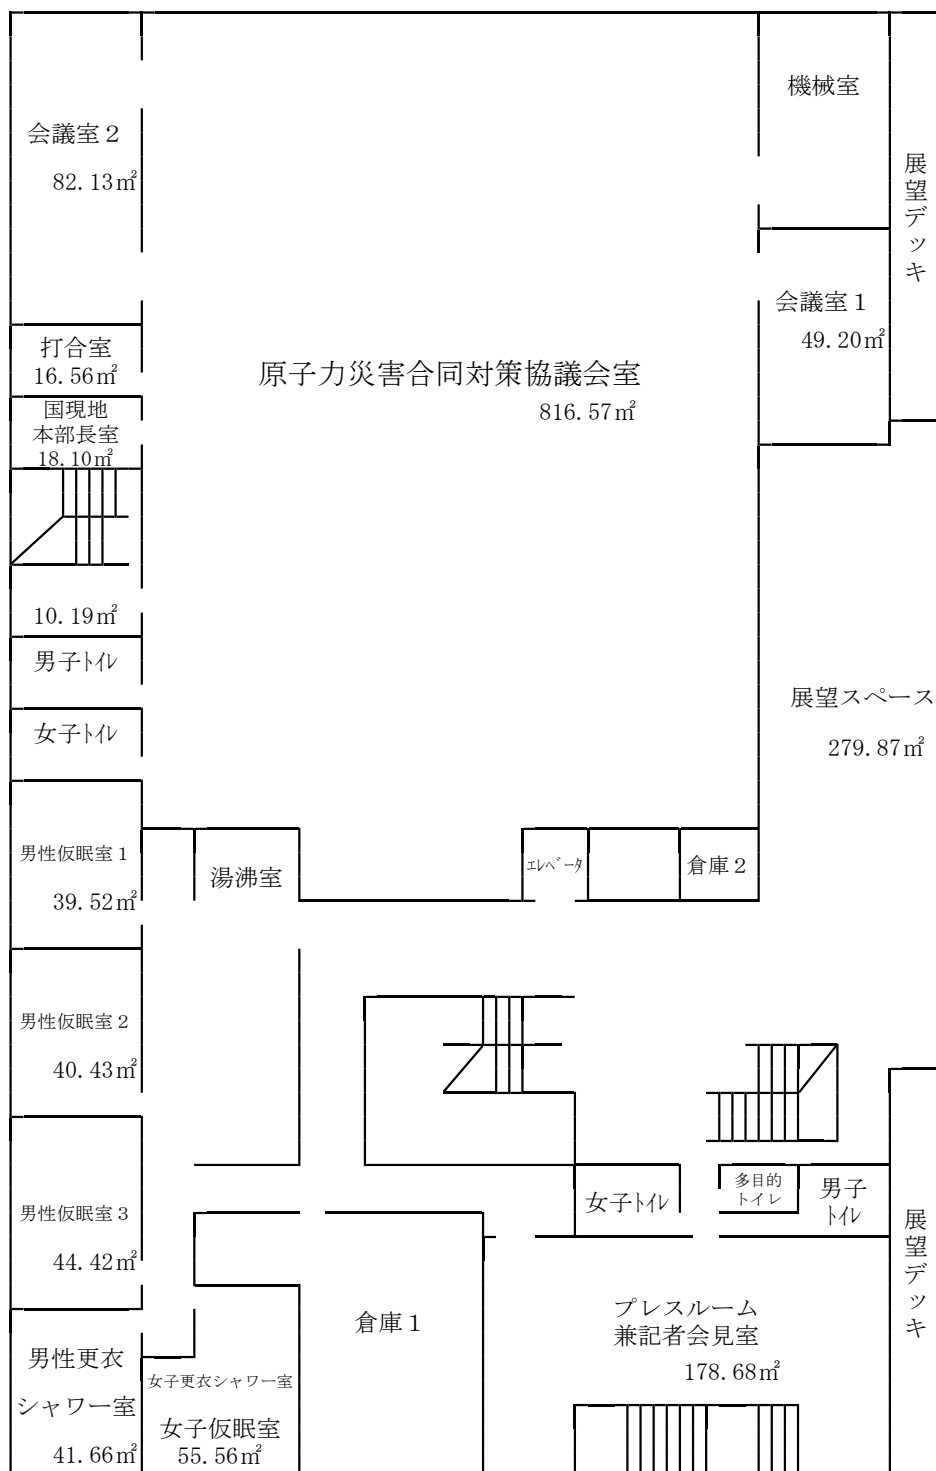 機械室
会議室２
82.13㎡
展望デッキ
会議室１
49.20㎡
打合室
16.56㎡
原子力災害合同対策協議会室
816.57㎡
国現地
本部長室
18.10㎡
10.19㎡
男子ﾄｲﾚ
展望スペース
279.87㎡
女子ﾄｲﾚ
男性仮眠室１
39.52㎡
湯沸室
ｴﾚﾍﾞｰﾀ
倉庫２
男性仮眠室２
40.43㎡
女子ﾄｲﾚ
多目的
トイレ
男子
ﾄｲﾚ
男性仮眠室３
44.42㎡
展望デッキ
倉庫１
プレスルーム
兼記者会見室
178.68㎡
男性更衣
シャワー室
41.66㎡
女子更衣シャワー室
女子仮眠室
55.56㎡